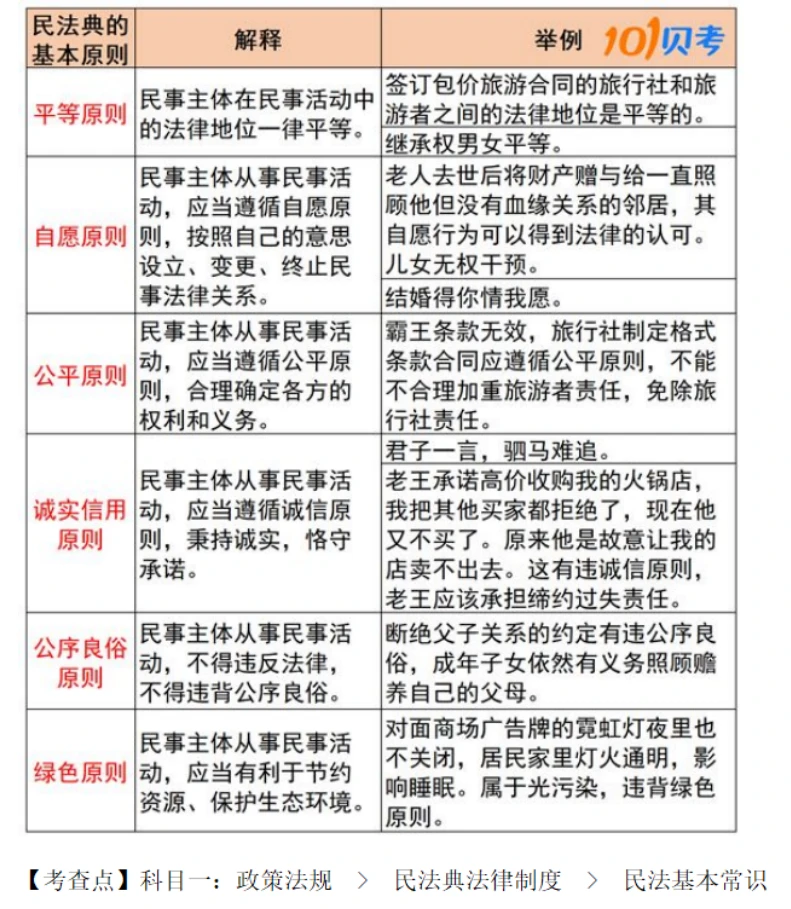 民法典的
基本原则
解释
举例
101贝考
平等原则
民事主体在民事活动中
的法律地位一律平等。
签订包价旅游合同的旅行社和旅
游者之间的法律地位是平等的。
继承权男女平等。
自愿原则
民事主体从事民事活
动，应当遵循自愿原
则，按照自己的意思
设立、变更、终止民
事法律关系。
老人去世后将财产赠与给一直照
顾他但没有血缘关系的邻居，其
自愿行为可以得到法律的认可。
儿女无权干预。
结婚得你情我愿。
公平原则
民事主体从事民事活
动，应当遵循公平原
则，合理确定各方的
权利和义务。
霸王条款无效，旅行社制定格式
条款合同应遵循公平原则，不能
不合理加重旅游者责任，免除旅
行社责任。
诚实信用
原则
民事主体从事民事活
动，应当遵循诚信原
则，秉持诚实，恪守
承诺。
君子一言，驷马难追。
老王承诺高价收购我的火锅店，
我把其他买家都拒绝了，现在他
又不买了。原来他是故意让我的
店卖不出去。这有违诚信原则，
老王应该承担缔约过失责任。
公序良俗
原则
民事主体从事民事活
动，不得违反法律，
不得违背公序良俗。
断绝父子关系的约定有违公序良
俗，成年子女依然有义务照顾赡
养自己的父母。
绿色原则
民事主体从事民事活
动，应当有利于节约
资源、保护生态环境。
对面商场广告牌的霓虹灯夜里也
不关闭，居民家里灯火通明，影
响睡眠。属于光污染，违背绿色
原则。
【考查点】科目一：政策法规 > 民法典法律制度 > 民法基本常识